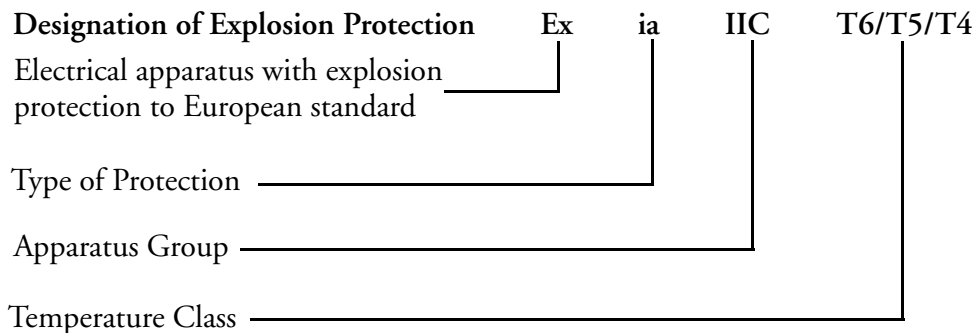 Designation of Explosion Protection Ex ia IIC T6/T5/T4
Electrical apparatus with explosion
protection to European standard
Type of Protection
Apparatus Group
Temperature Class